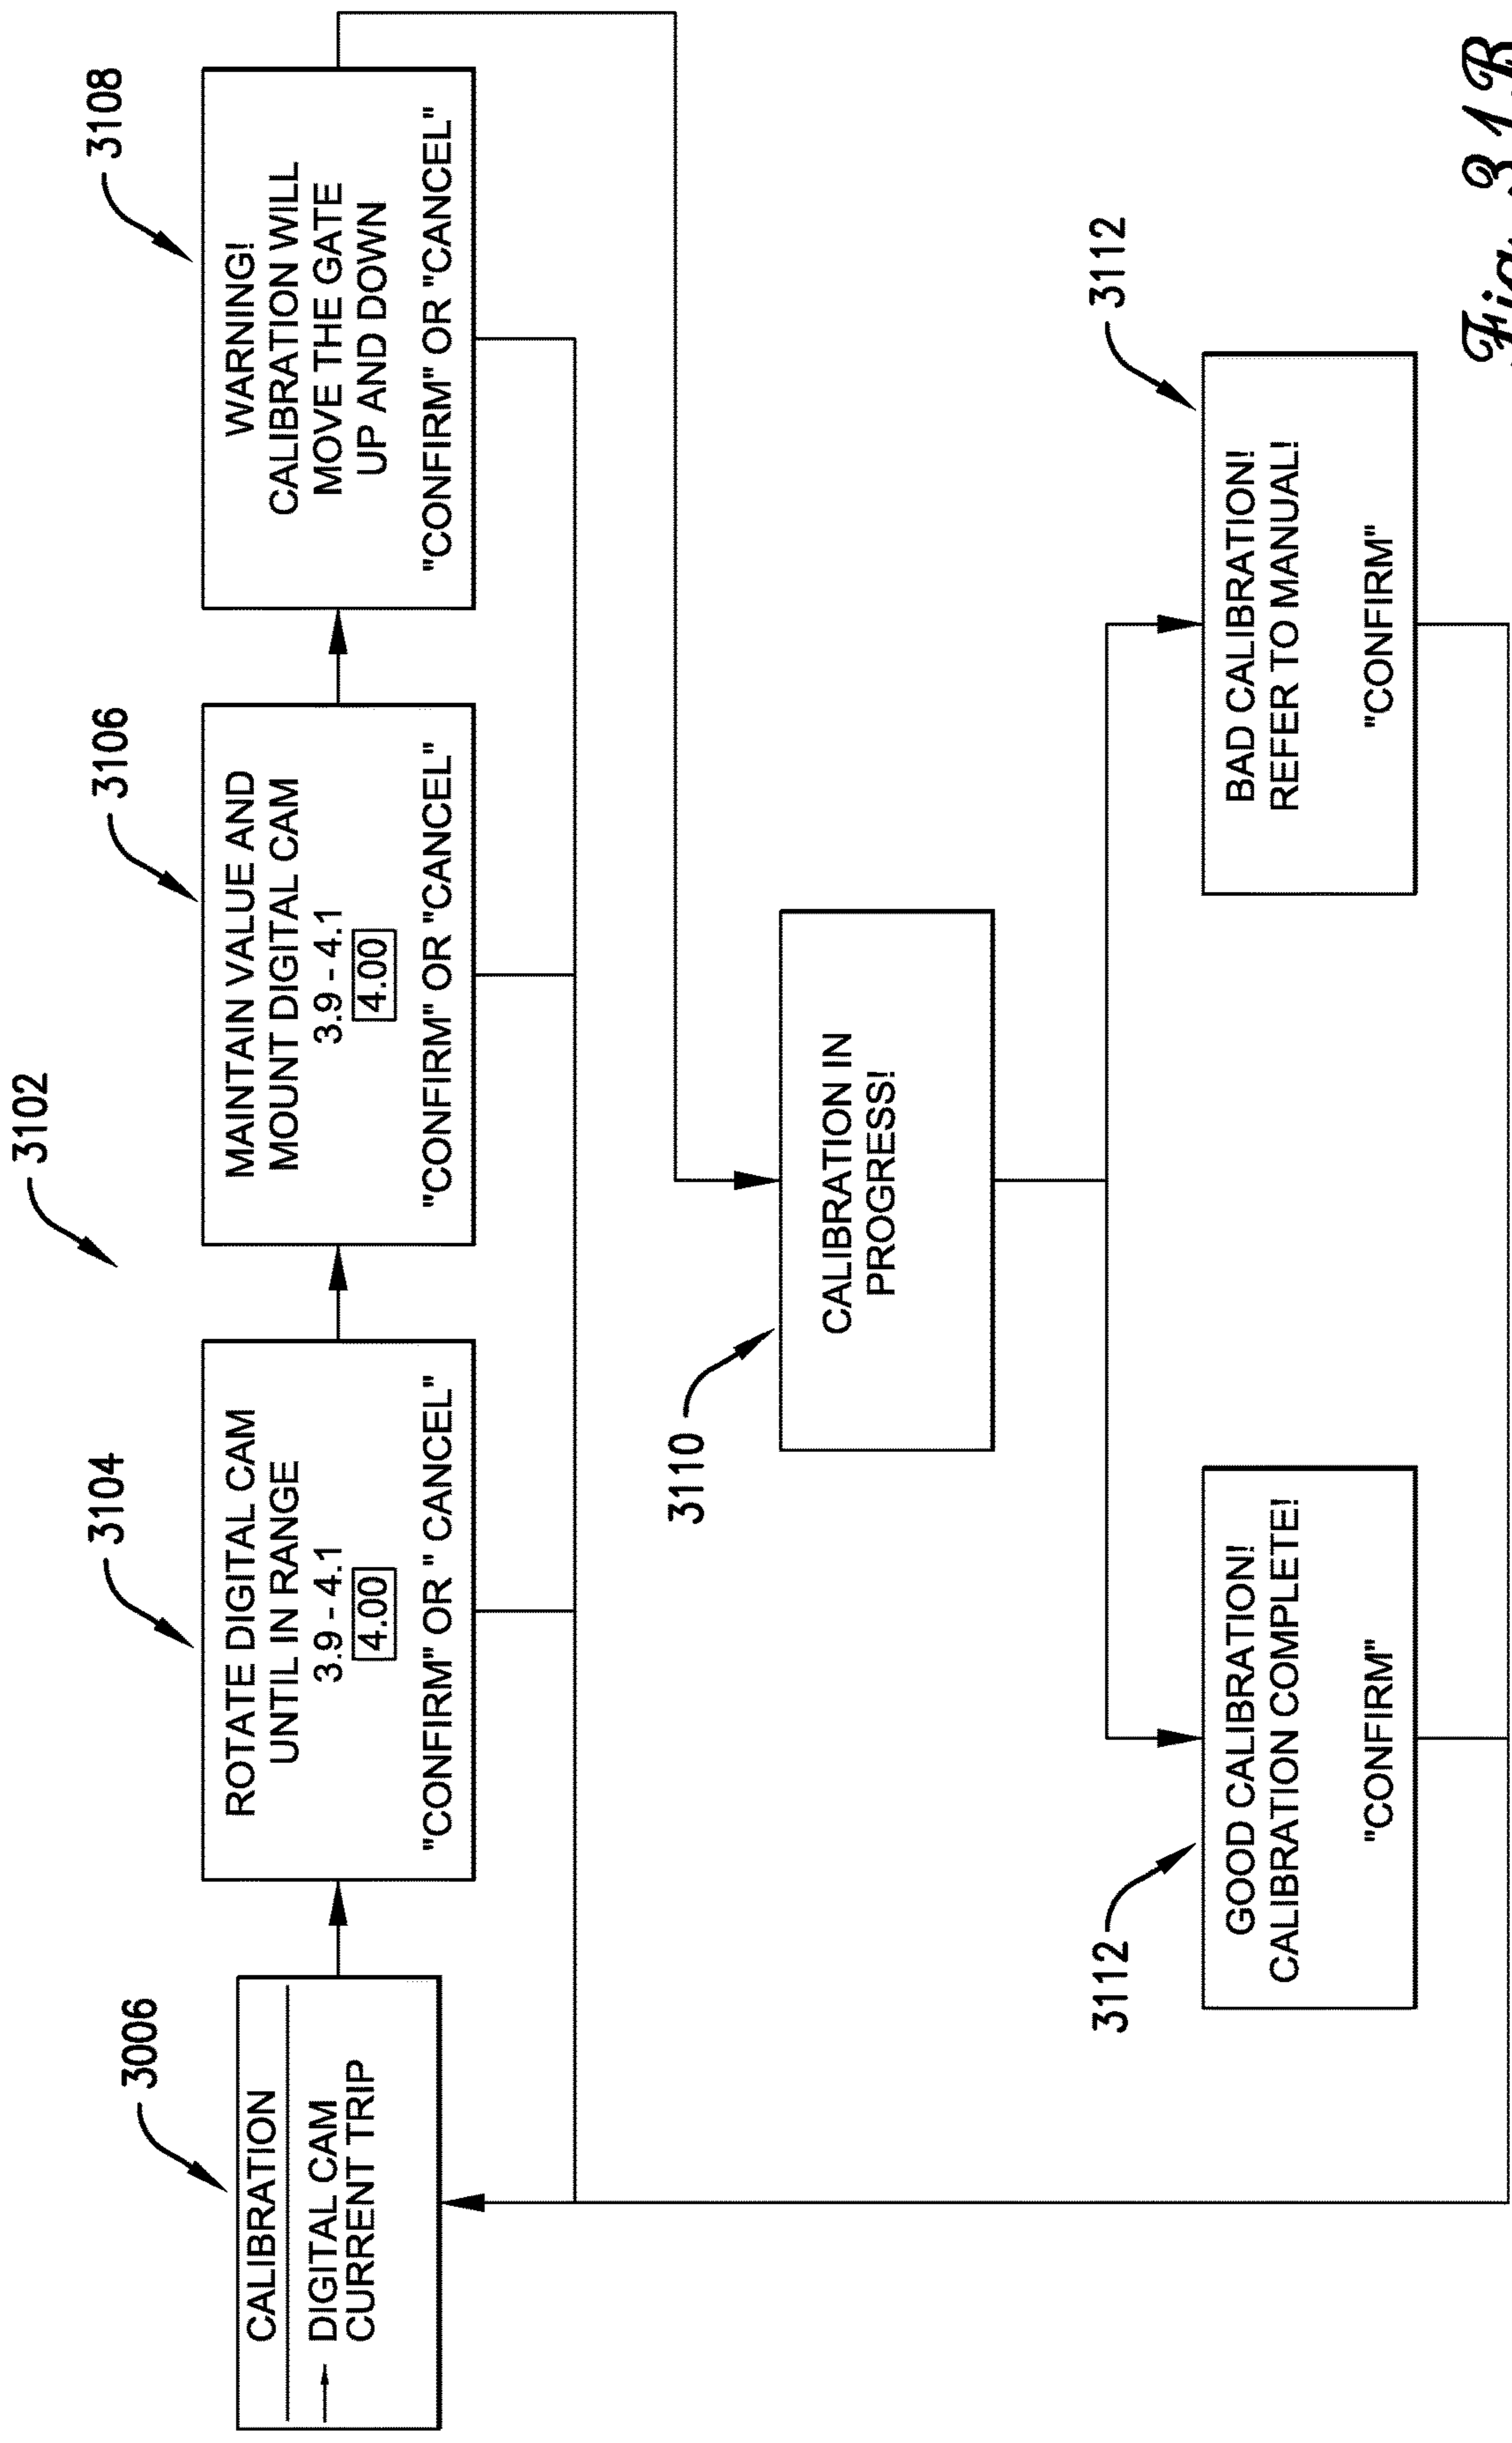 3102
3006
CALIBRATION
DIGITAL CAM
CURRENT TRIP
3104
ROTATE DIGITAL CAM
UNTIL IN RANGE
3.9 - 4.1
4.00
"CONFIRM" OR " CANCEL"
3106
MAINTAIN VALUE AND
MOUNT DIGITAL CAM
3.9 - 4.1
4.00
"CONFIRM" OR "CANCEL"
3108
WARNING!
CALIBRATION WILL
MOVE THE GATE
UP AND DOWN
"CONFIRM" OR "CANCEL"
3110
CALIBRATION IN
PROGRESS!
3112
GOOD CALIBRATION!
CALIBRATION COMPLETE!
"CONFIRM"
3112
BAD CALIBRATION!
REFER TO MANUAL!
"CONFIRM"
Fig. 31B